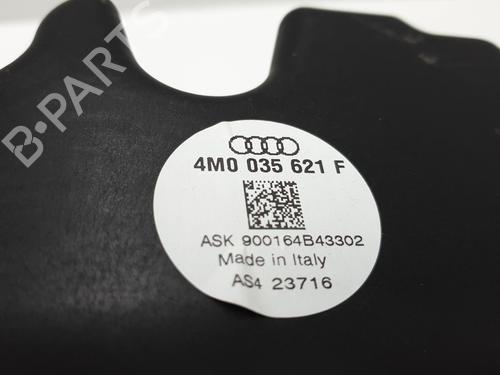 B-PARTS
4M0 035 621 F
ASK 900164B43302
Made in Italy
AS4 23716